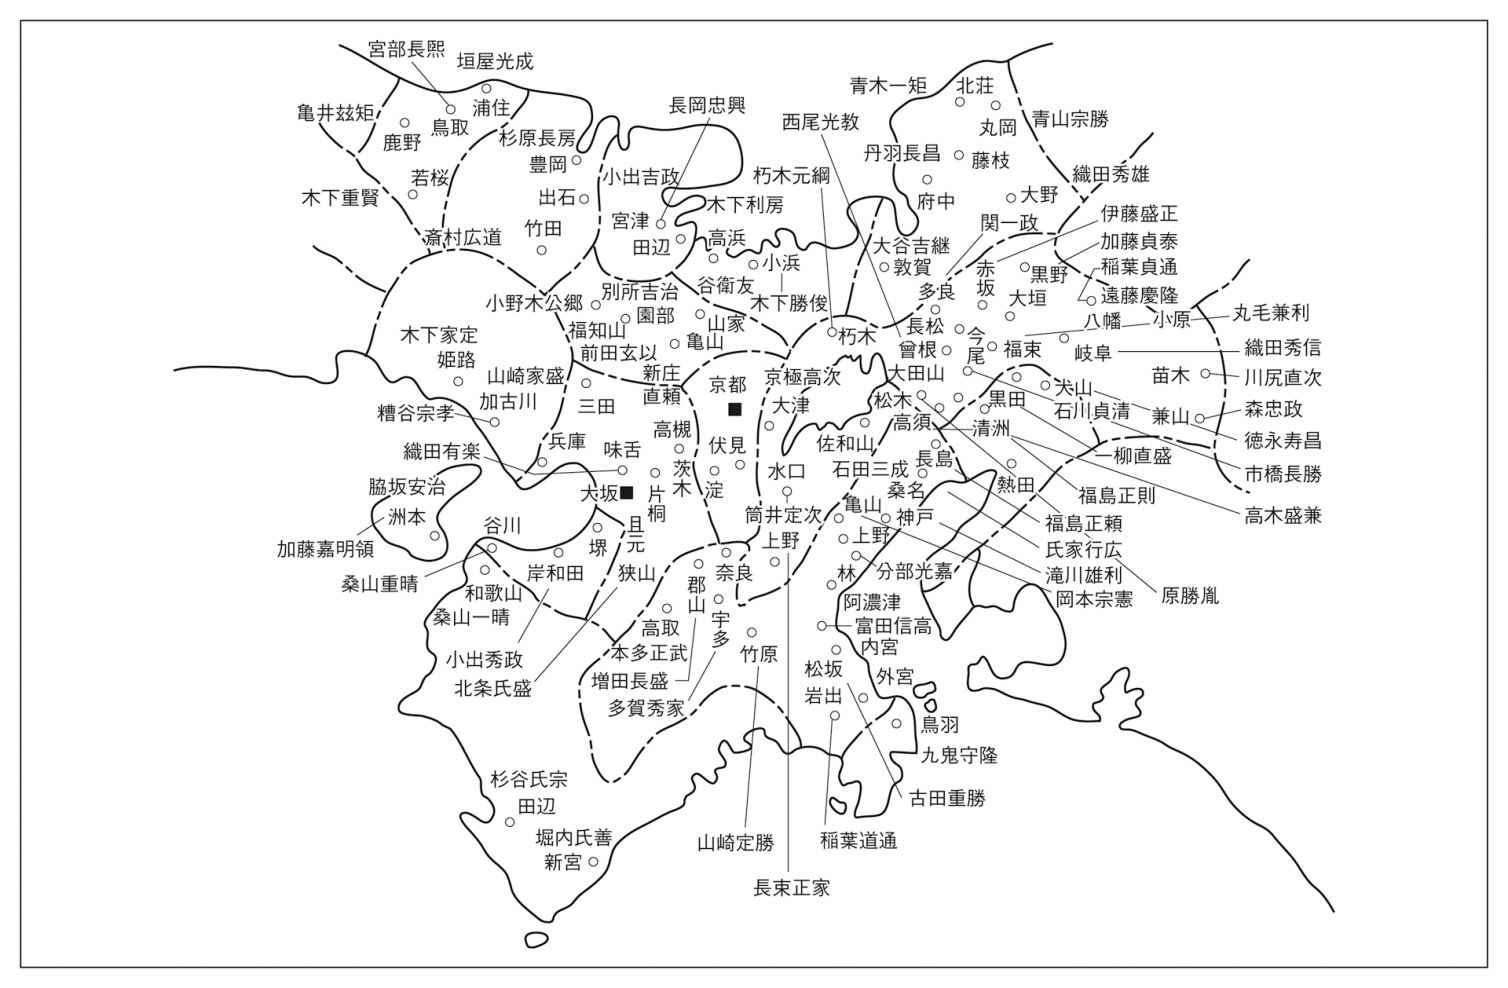 宮部長熙
垣屋光成
亀井玆矩
浦住
鳥取
鹿野
若桜
木下重賢
斎村広道
杉原長房
豊岡
出石
竹田
小出吉政
長岡忠興
宮津
田辺
木下利房
高浜
小浜
谷衛友
木下勝俊
西尾光教
朽木元綱
朽木
青木一矩
北荘
丸岡
青山宗勝
丹羽長昌
藤枝
府中
大野
織田秀雄
関一政
伊藤盛正
加藤貞泰
稲葉貞通
遠藤慶隆
大谷吉継
敦賀
赤坂
黒野
多良
大垣
八幡
小原
丸毛兼利
長松
曽根
今尾
福束
岐阜
織田秀信
苗木
川尻直次
大田山
犬山
石川貞清
兼山
森忠政
松木
黒田
高須
清洲
徳永寿昌
一柳直盛
市橋長勝
長島
熱田
福島正則
高木盛兼
福島正頼
氏家行広
滝川雄利
岡本宗憲
原勝胤
小野木公郷
別所吉治
園部
福知山
山家
前田玄以
亀山
木下家定
姫路
山崎家盛
加古川
糟谷宗孝
三田
新庄
直頼
京都
京極高次
大津
佐和山
石田三成
桑名
織田有楽
兵庫
味舌
高槻
伏見
茨木
淀
水口
大坂
片桐
且元
脇坂安治
洲本
加藤嘉明領
谷川
堺
桑山重晴
岸和田
狭山
和歌山
桑山一晴
小出秀政
北条氏盛
筒井定次
上野
亀山
神戸
上野
分部光嘉
林
阿濃津
富田信高
内宮
松坂
外宮
岩出
鳥羽
九鬼守隆
古田重勝
奈良
郡山
宇多
高取
本多正武
増田長盛
多賀秀家
竹原
山崎定勝
長束正家
稲葉道通
杉谷氏宗
田辺
堀内氏善
新宮